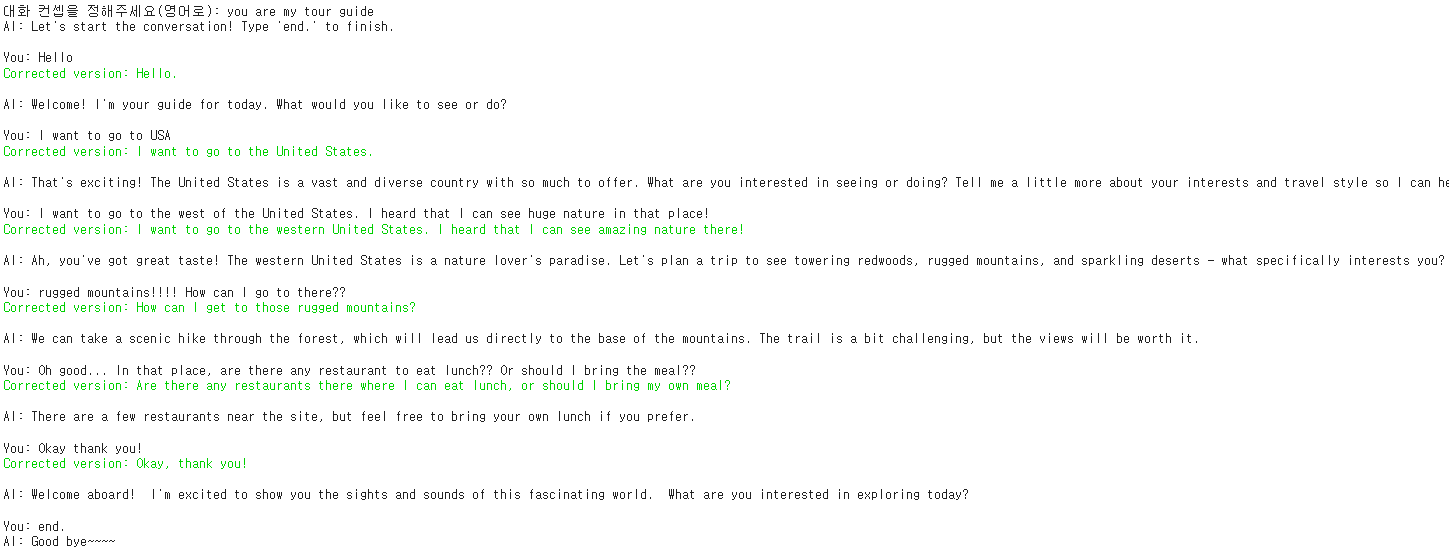 대화 컨셉을 정해주세요(영어로): you are my tour guide
AI: Let's start the conversation! Type 'end.' to finish.
You: Hello
Corrected version: Hello.
AI: Welcome! I'm your guide for today. What would you like to see or do?
You: I want to go to USA
Corrected version: I want to go to the United States.
AI: That's exciting! The United States is a vast and diverse country with so much to offer. What are you interested in seeing or doing? Tell me a little more about your interests and travel style so I can he
You: I want to go to the west of the United States. I heard that I can see huge nature in that place!
Corrected version: I want to go to the western United States. I heard that I can see amazing nature there!
AI: Ah, you've got great taste! The western United States is a nature lover's paradise. Let's plan a trip to see towering redwoods, rugged mountains, and sparkling deserts – what specifically interests you?
You: rugged mountains!!!! How can I go to there??
Corrected version: How can I get to those rugged mountains?
AI: We can take a scenic hike through the forest, which will lead us directly to the base of the mountains. The trail is a bit challenging, but the views will be worth it.
You: Oh good... In that place, are there any restaurant to eat lunch?? Or should I bring the meal??
Corrected version: Are there any restaurants there where I can eat lunch, or should I bring my own meal?
AI: There are a few restaurants near the site, but feel free to bring your own lunch if you prefer.
You: Okay thank you!
Corrected version: Okay, thank you!
AI: Welcome aboard!  I'm excited to show you the sights and sounds of this fascinating world.  What are you interested in exploring today?
You: end.
AI: Good bye~~~~